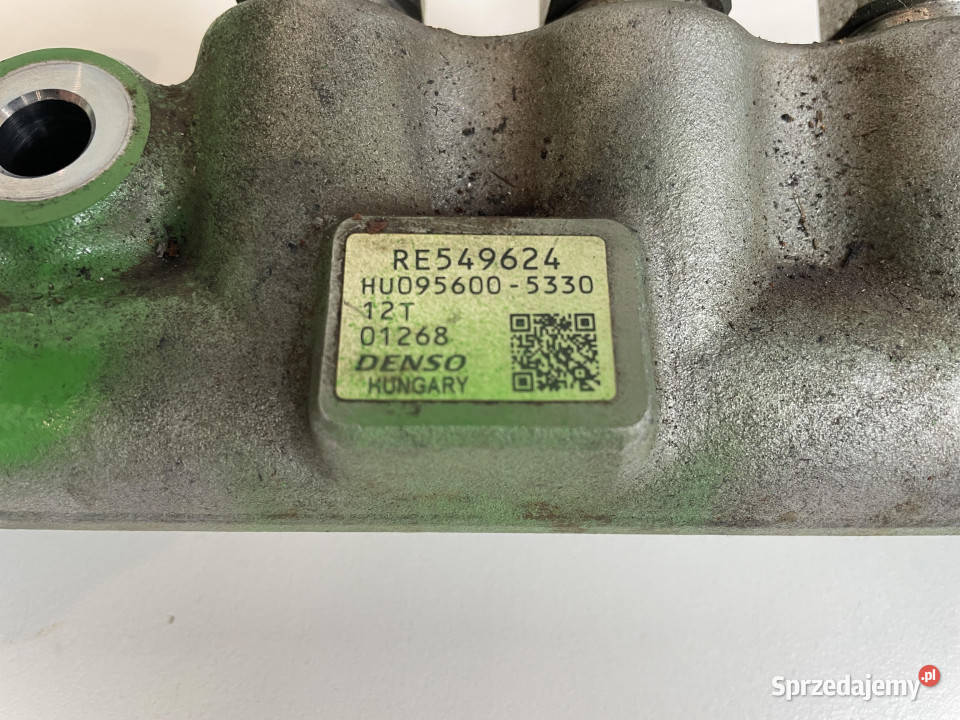 RE549624
HU095600-5330
12T
01268
DENSO
HUNGARY
Sprzedajemy.pl